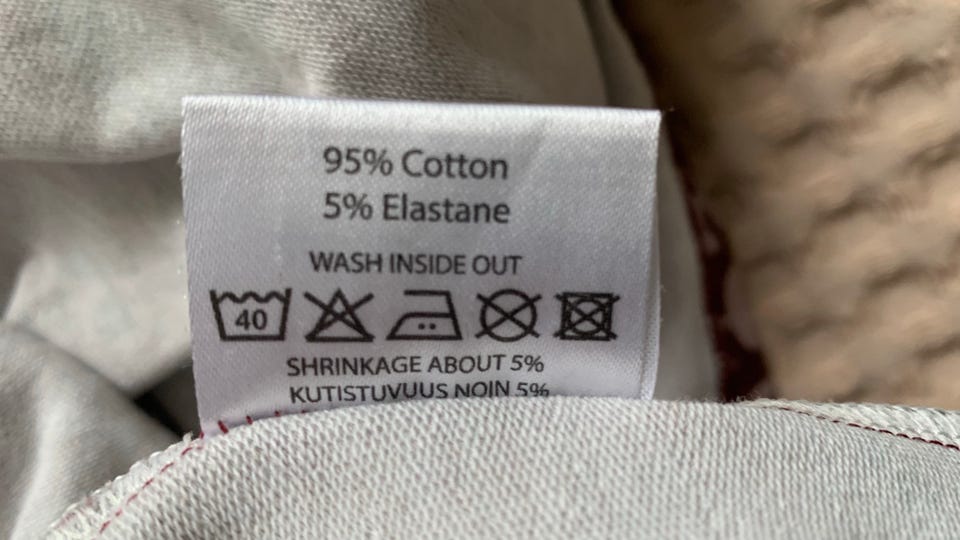 95% Cotton
5% Elastane
WASH INSIDE OUT
40
SHRINKAGE ABOUT 5%
KUTISTUVUUS NOIN 5%